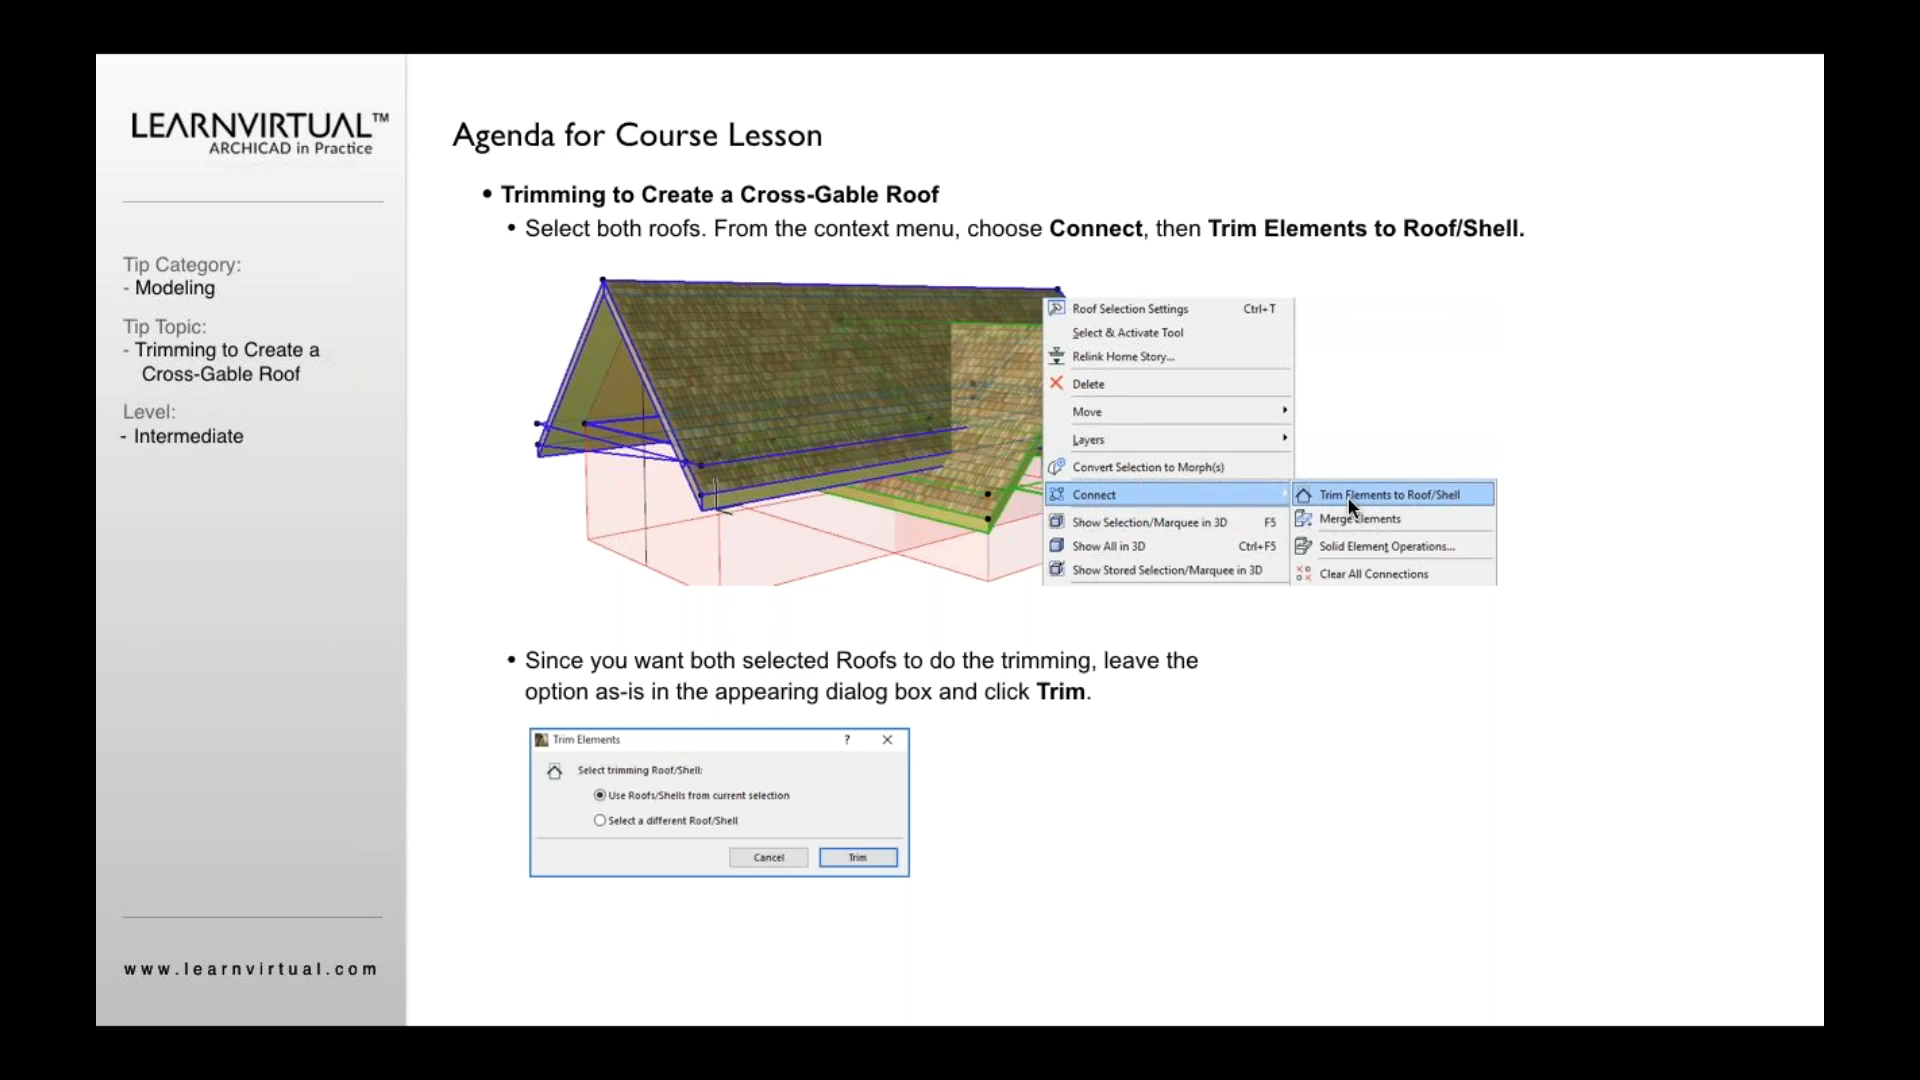 LEARNVIRTUAL™
ARCHICAD in Practice
Tip Category:
- Modeling
Tip Topic:
- Trimming to Create a
Cross-Gable Roof
Level:
- Intermediate
www.learnvirtual.com
Agenda for Course Lesson
• Trimming to Create a Cross-Gable Roof
• Select both roofs. From the context menu, choose Connect, then Trim Elements to Roof/Shell.
Roof Selection Settings Ctrl+T
Select & Activate Tool
Relink Home Story...
Delete
Move
Layers
Convert Selection to Morph(s)
Connect
Show Selection/Marquee in 3D F5
Show All in 3D Ctrl+F5
Show Stored Selection/Marquee in 3D
Trim Elements to Roof/Shell
Merge Elements
Solid Element Operations...
Clear All Connections
• Since you want both selected Roofs to do the trimming, leave the
option as-is in the appearing dialog box and click Trim.
Trim Elements ?
Select trimming Roof/Shell:
Use Roofs/Shells from current selection
Select a different Roof/Shell
Cancel Trim